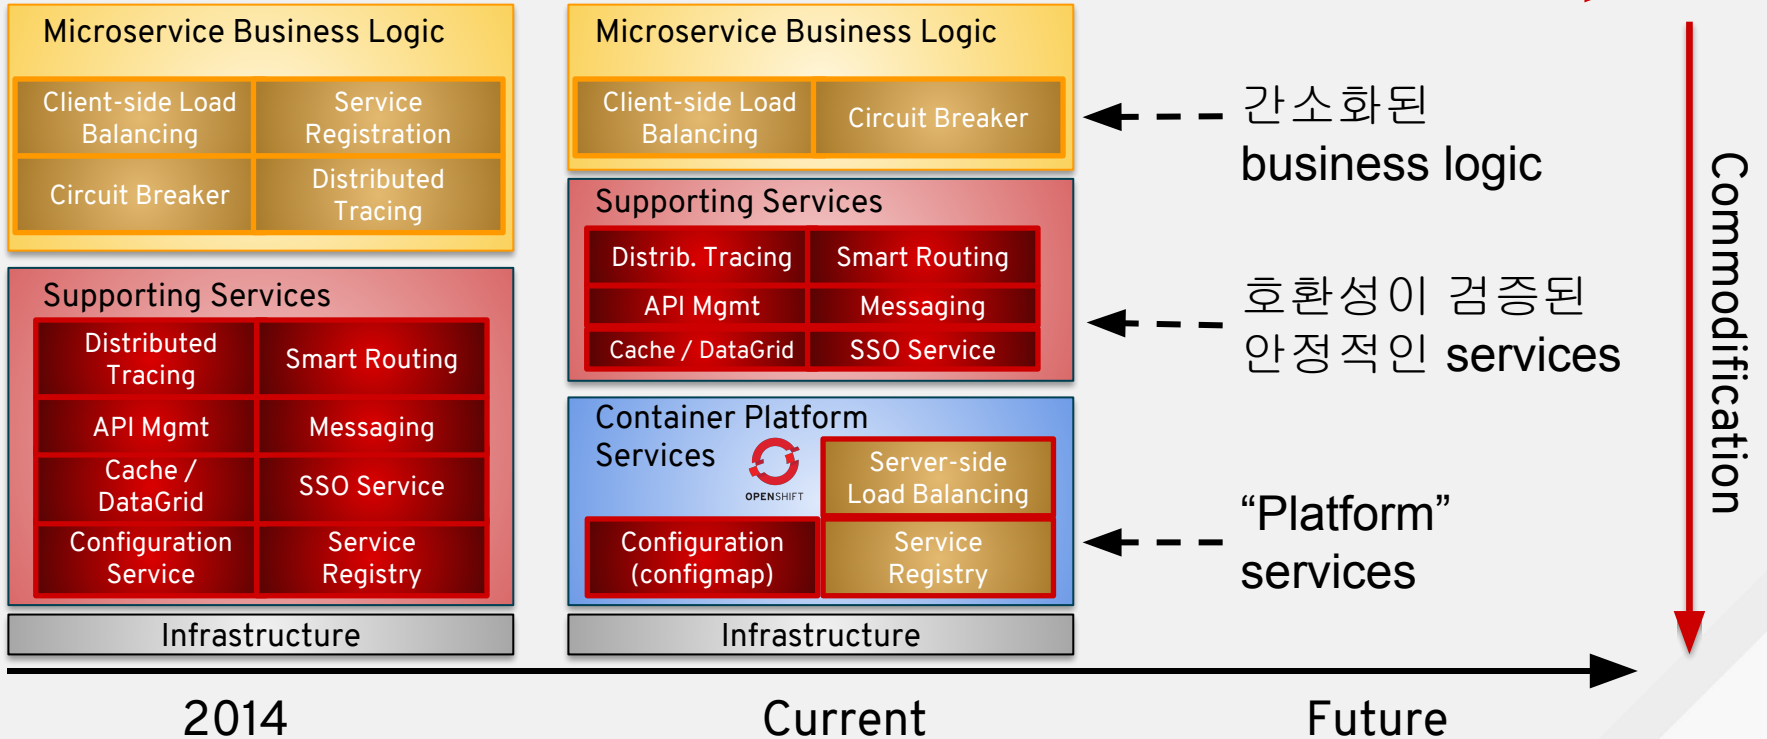 Microservice Business Logic
Client-side Load
Balancing
Service
Registration
Circuit Breaker
Distributed
Tracing
Supporting Services
Distributed
Tracing
Smart Routing
API Mgmt
Messaging
Cache /
DataGrid
SSO Service
Configuration
Service
Service
Registry
Infrastructure
2014
Microservice Business Logic
Client-side Load
Balancing
Circuit Breaker
Supporting Services
Distrib. Tracing
Smart Routing
API Mgmt
Messaging
Cache / DataGrid
SSO Service
Container Platform
Services
OPENSHIFT
Server-side
Load Balancing
Configuration
(configmap)
Service
Registry
Infrastructure
Current
간소화된
business logic
호환성이 검증된
안정적인 services
“Platform”
services
Future
Commodification